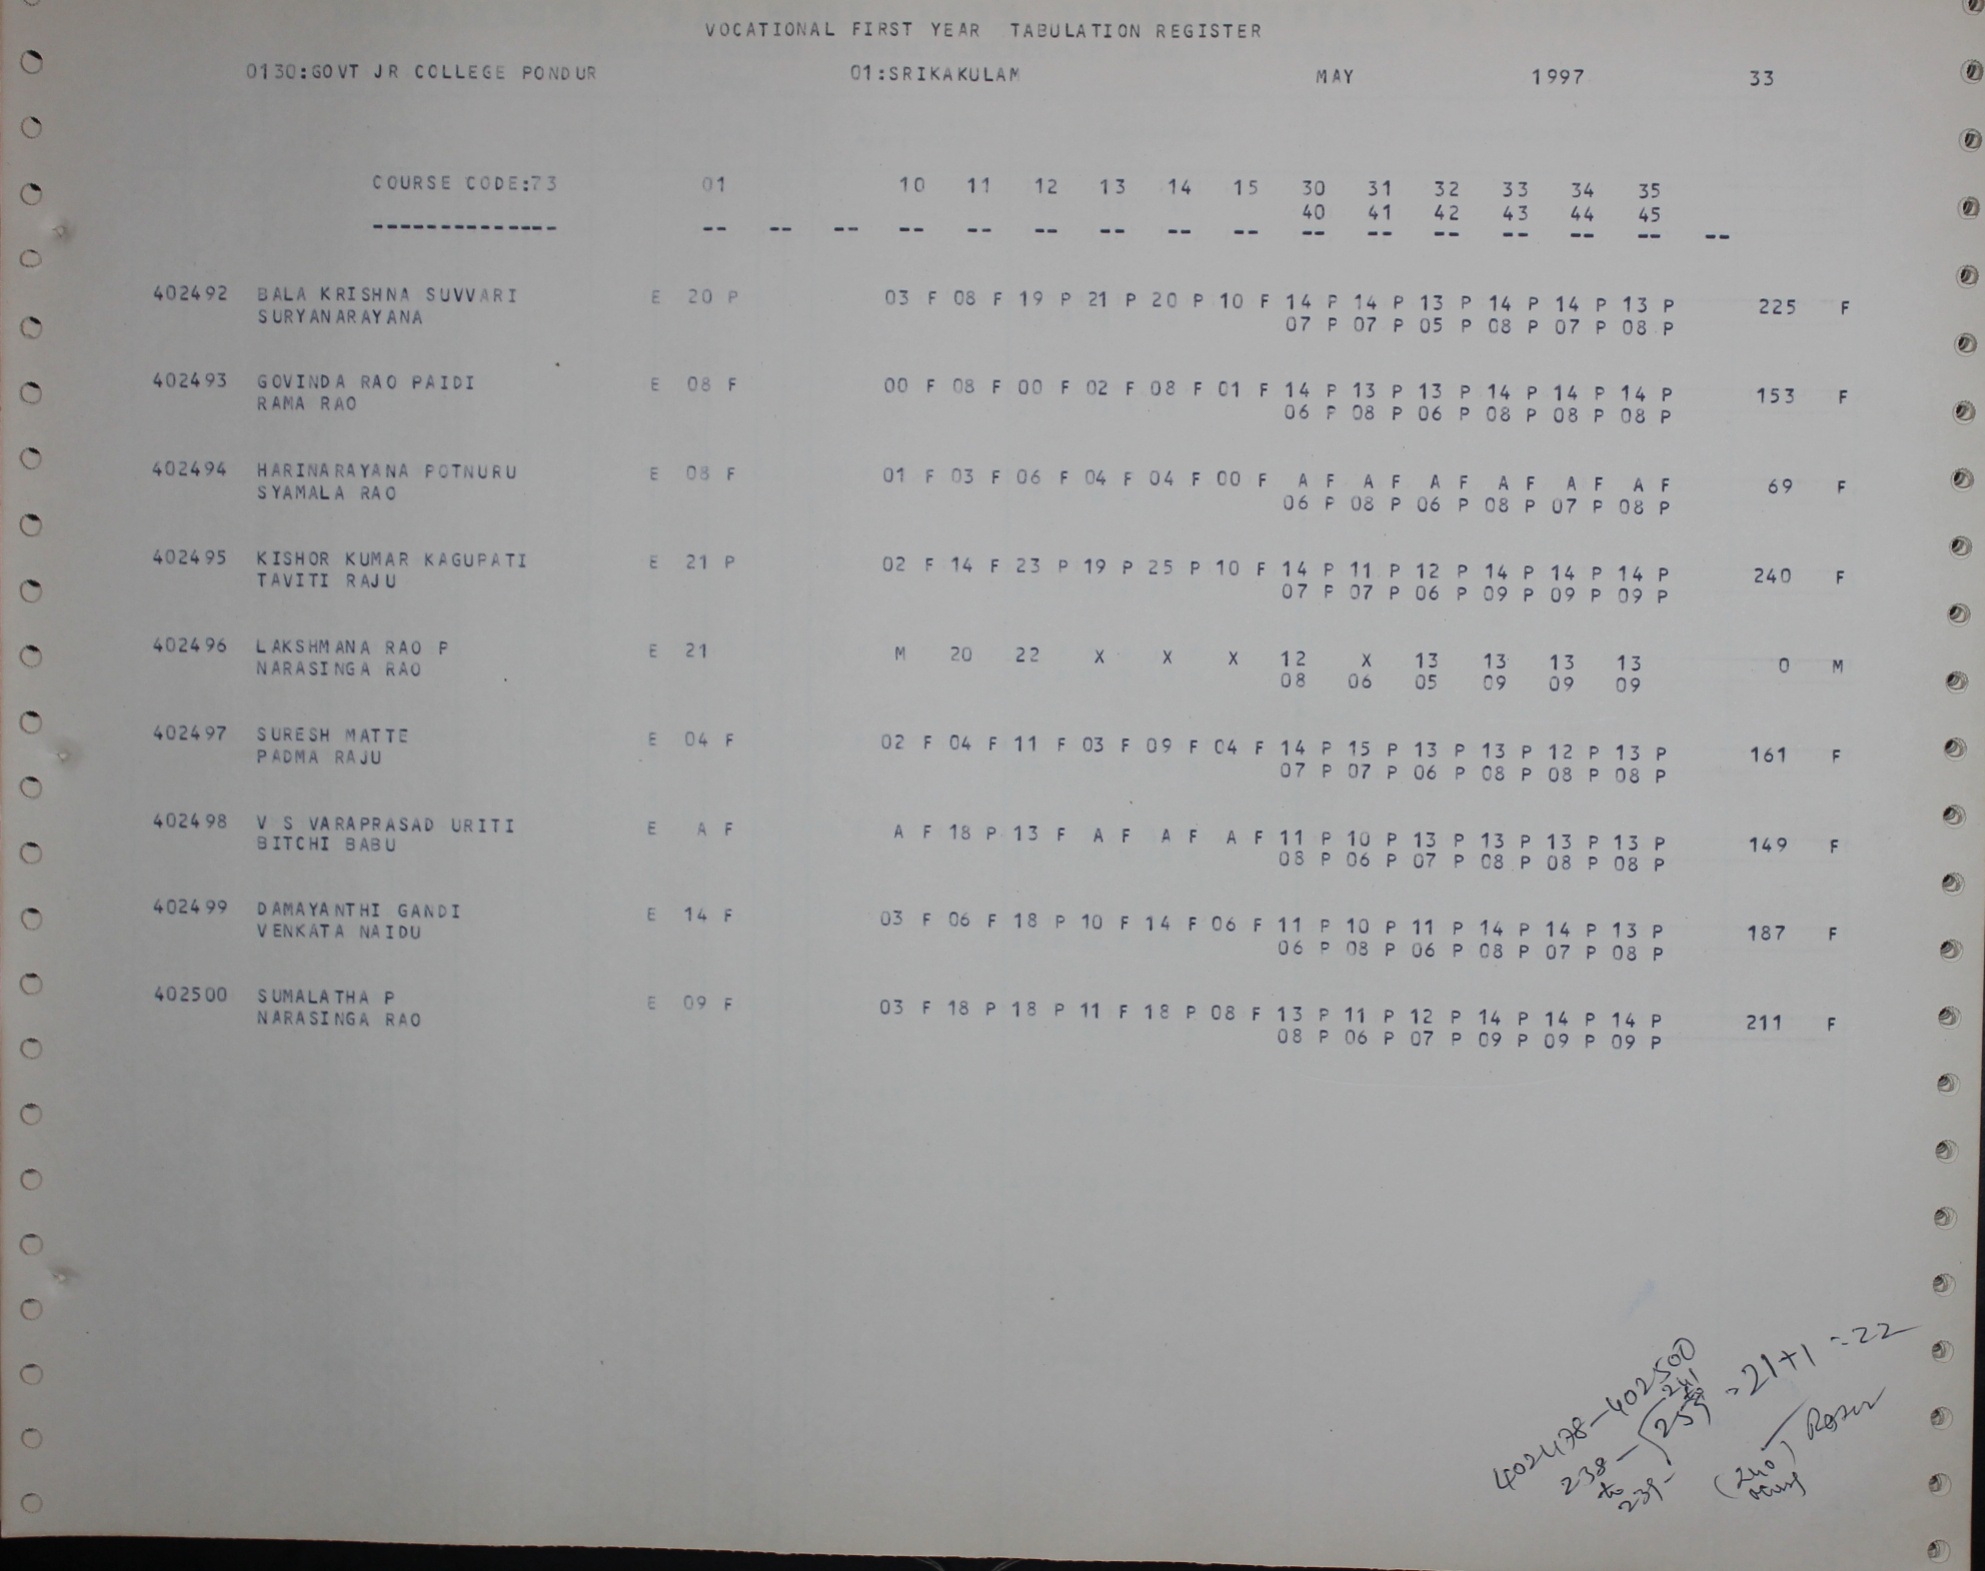 VOCATIONAL FIRST YEAR TABULATION REGISTER
0130:GOVT JR COLLEGE PONDUR 01:SRIKAKULAM MAY 1997 33
COURSE CODE:73 01 10 11 12 13 14 15 30 31 32 33 34 35
40 41 42 43 44 45
-------------- -- -- -- -- -- -- -- -- -- -- -- -- -- -- -- --
402492 BALA KRISHNA SUVVARI E 20 P 03 F 08 F 19 P 21 P 20 P 10 F 14 P 14 P 13 P 14 P 14 P 13 P 225 F
SURYANARAYANA 07 P 07 P 05 P 08 P 07 P 08 P
402493 GOVINDA RAO PAIDI E 08 F 00 F 08 F 00 F 02 F 08 F 01 F 14 P 13 P 13 P 14 P 14 P 14 P 153 F
RAMA RAO 06 P 08 P 06 P 08 P 08 P 08 P
402494 HARINARAYANA POTNURU E 08 F 01 F 03 F 06 F 04 F 04 F 00 F A F A F A F A F A F A F 69 F
SYAMALA RAO 06 P 08 P 06 P 08 P 07 P 08 P
402495 KISHOR KUMAR KAGUPATI E 21 P 02 F 14 F 23 P 19 P 25 P 10 F 14 P 11 P 12 P 14 P 14 P 14 P 240 F
TAVITI RAJU 07 P 07 P 06 P 09 P 09 P 09 P
402496 LAKSHMANA RAO P E 21 M 20 22 X X X 12 X 13 13 13 13 0 M
NARASINGA RAO 08 06 05 09 09 09
402497 SURESH MATTE E 04 F 02 F 04 F 11 F 03 F 09 F 04 F 14 P 15 P 13 P 13 P 12 P 13 P 161 F
PADMA RAJU 07 P 07 P 06 P 08 P 08 P 08 P
402498 V S VARAPRASAD URITI E A F A F 18 P 13 F A F A F A F 11 P 10 P 13 P 13 P 13 P 13 P 149 F
BITCHI BABU 08 P 06 P 07 P 08 P 08 P 08 P
402499 DAMAYANTHI GANDI E 14 F 03 F 06 F 18 P 10 F 14 F 06 F 11 P 10 P 11 P 14 P 14 P 13 P 187 F
VENKATA NAIDU 06 P 08 P 06 P 08 P 07 P 08 P
402500 SUMALATHA P E 09 F 03 F 18 P 18 P 11 F 18 P 08 F 13 P 11 P 12 P 14 P 14 P 14 P 211 F
NARASINGA RAO 08 P 06 P 07 P 09 P 09 P 09 P
402478-402500
241
238 - 259 = 21+1 = 22
to
239-
(240)